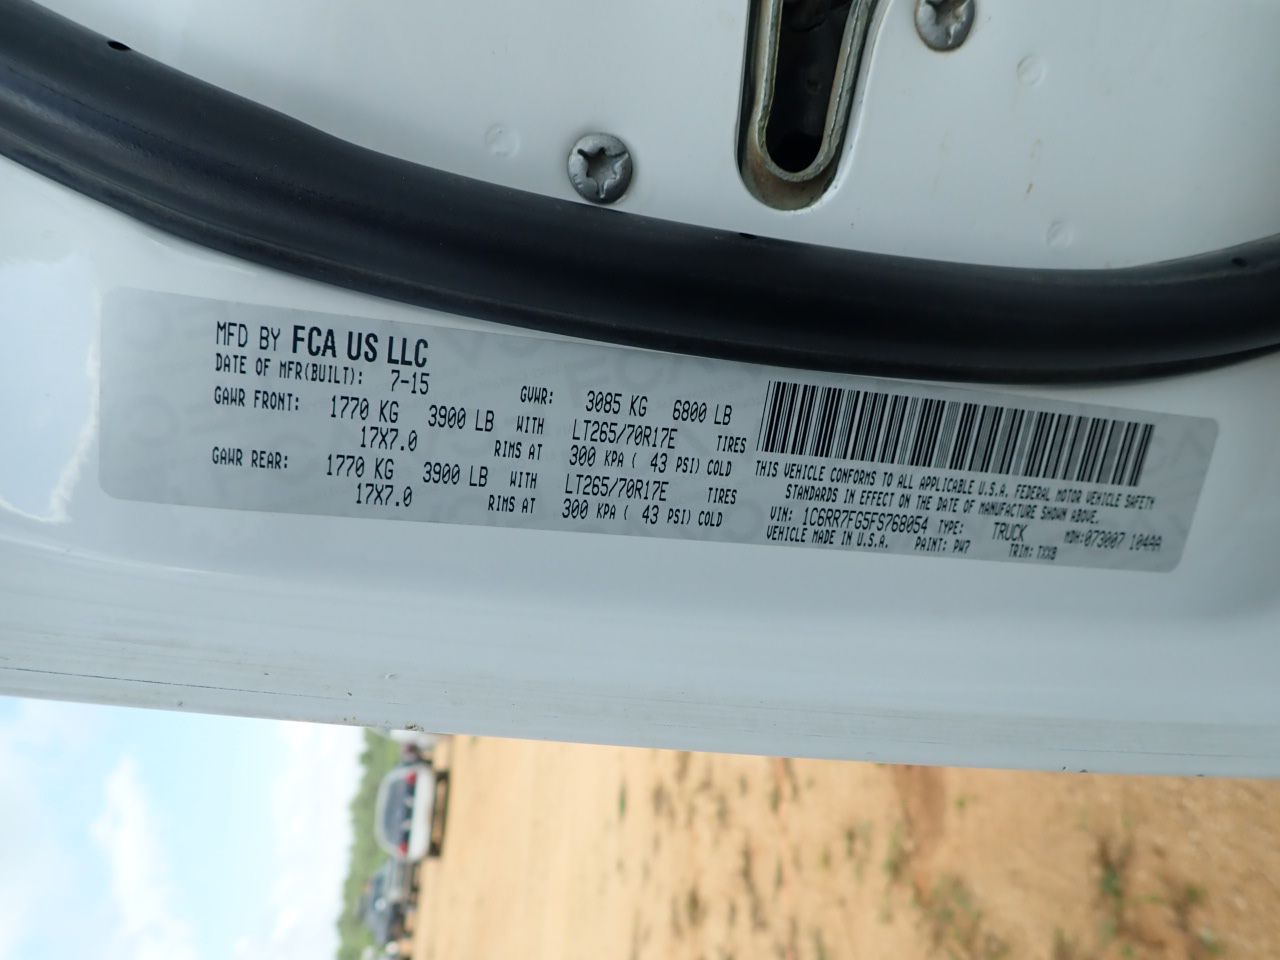 MFD BY FCA US LLC
DATE OF MFR(BUILT): 7-15
GVWR: 3085 KG 6800 LB
GAWR FRONT: 1770 KG 3900 LB WITH LT265/70R17E TIRES
17X7.0 RIMS AT 300 KPA ( 43 PSI) COLD
GAWR REAR: 1770 KG 3900 LB WITH LT265/70R17E TIRES
17X7.0 RIMS AT 300 KPA ( 43 PSI) COLD
THIS VEHICLE CONFORMS TO ALL APPLICABLE U.S.A. FEDERAL MOTOR VEHICLE SAFETY
STANDARDS IN EFFECT ON THE DATE OF MANUFACTURE SHOWN ABOVE.
VIN: 1C6RR7FG5FS768054 TYPE: TRUCK MDH:073007 104AA
VEHICLE MADE IN U.S.A. PAINT: PW7 TRIM: TXX8